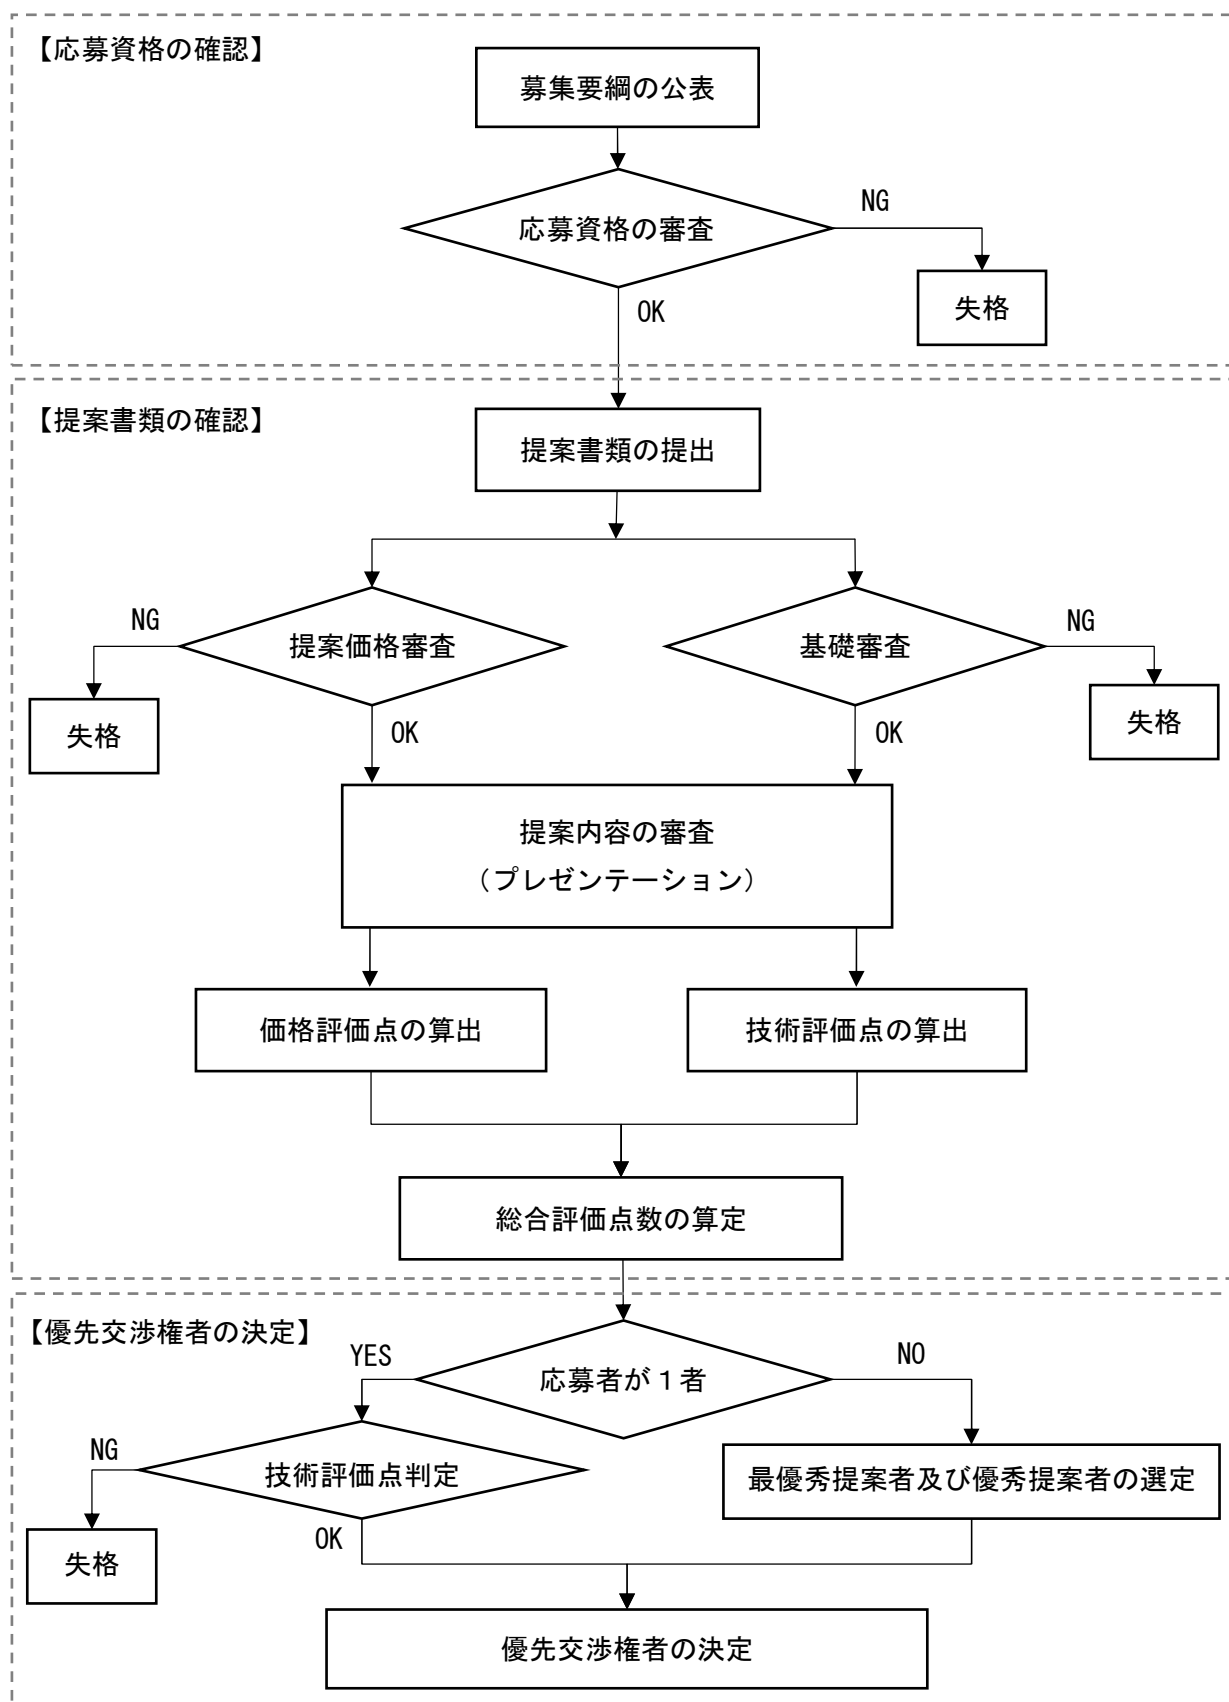 【応募資格の確認】
募集要綱の公表
応募資格の審査
NG
失格
OK
【提案書類の確認】
提案書類の提出
NG
提案価格審査
失格
OK
基礎審査
NG
失格
OK
提案内容の審査
（プレゼンテーション）
価格評価点の算出
技術評価点の算出
総合評価点数の算定
【優先交渉権者の決定】
応募者が１者
YES
NO
NG
技術評価点判定
失格
OK
最優秀提案者及び優秀提案者の選定
優先交渉権者の決定